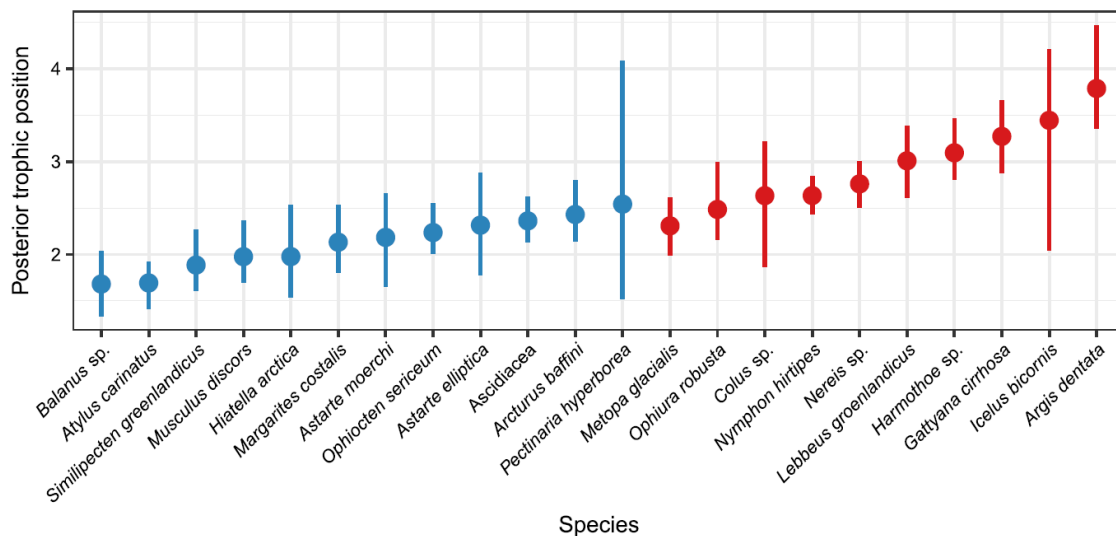 Posterior trophic position
4
3
2
Balanus sp.
Atylus carinatus
Similipecten greenlandicus
Musculus discors
Hiatella arctica
Margarites costalis
Astarte moerchi
Ophiocten sericeum
Astarte elliptica
Ascidiacea
Arcturus baffini
Pectinaria hyperborea
Metopa glacialis
Ophiura robusta
Colus sp.
Nymphon hirtipes
Nereis sp.
Lebbeus groenlandicus
Harmothoe sp.
Gattyana cirrhosa
Icelus bicornis
Argis dentata
Species